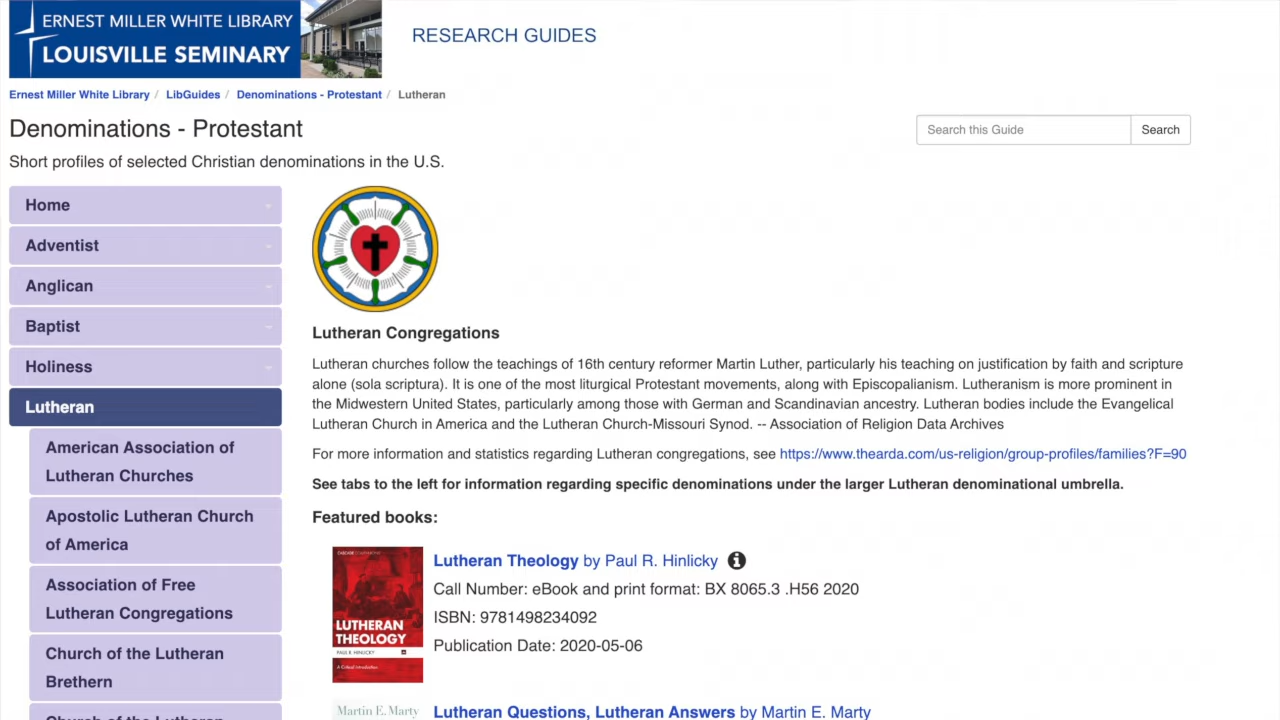 ERNEST MILLER WHITE LIBRARY
LOUISVILLE SEMINARY
RESEARCH GUIDES
Ernest Miller White Library / LibGuides / Denominations - Protestant / Lutheran
Denominations - Protestant
Search this Guide
Search
Short profiles of selected Christian denominations in the U.S.
Home
Adventist
Anglican
Baptist
Holiness
Lutheran
American Association of
Lutheran Churches
Apostolic Lutheran Church
of America
Association of Free
Lutheran Congregations
Church of the Lutheran
Brethern
Church of the Lutheran
Lutheran Congregations
Lutheran churches follow the teachings of 16th century reformer Martin Luther, particularly his teaching on justification by faith and scripture
alone (sola scriptura). It is one of the most liturgical Protestant movements, along with Episcopalianism. Lutheranism is more prominent in
the Midwestern United States, particularly among those with German and Scandinavian ancestry. Lutheran bodies include the Evangelical
Lutheran Church in America and the Lutheran Church-Missouri Synod. -- Association of Religion Data Archives
For more information and statistics regarding Lutheran congregations, see https://www.thearda.com/us-religion/group-profiles/families?F=90
See tabs to the left for information regarding specific denominations under the larger Lutheran denominational umbrella.
Featured books:
LUTHERAN
THEOLOGY
PAUL R. HINLICKY
A Critical Introduction
Lutheran Theology by Paul R. Hinlicky
Call Number: eBook and print format: BX 8065.3 .H56 2020
ISBN: 9781498234092
Publication Date: 2020-05-06
Martin E. Marty
Lutheran Questions, Lutheran Answers by Martin E. Marty